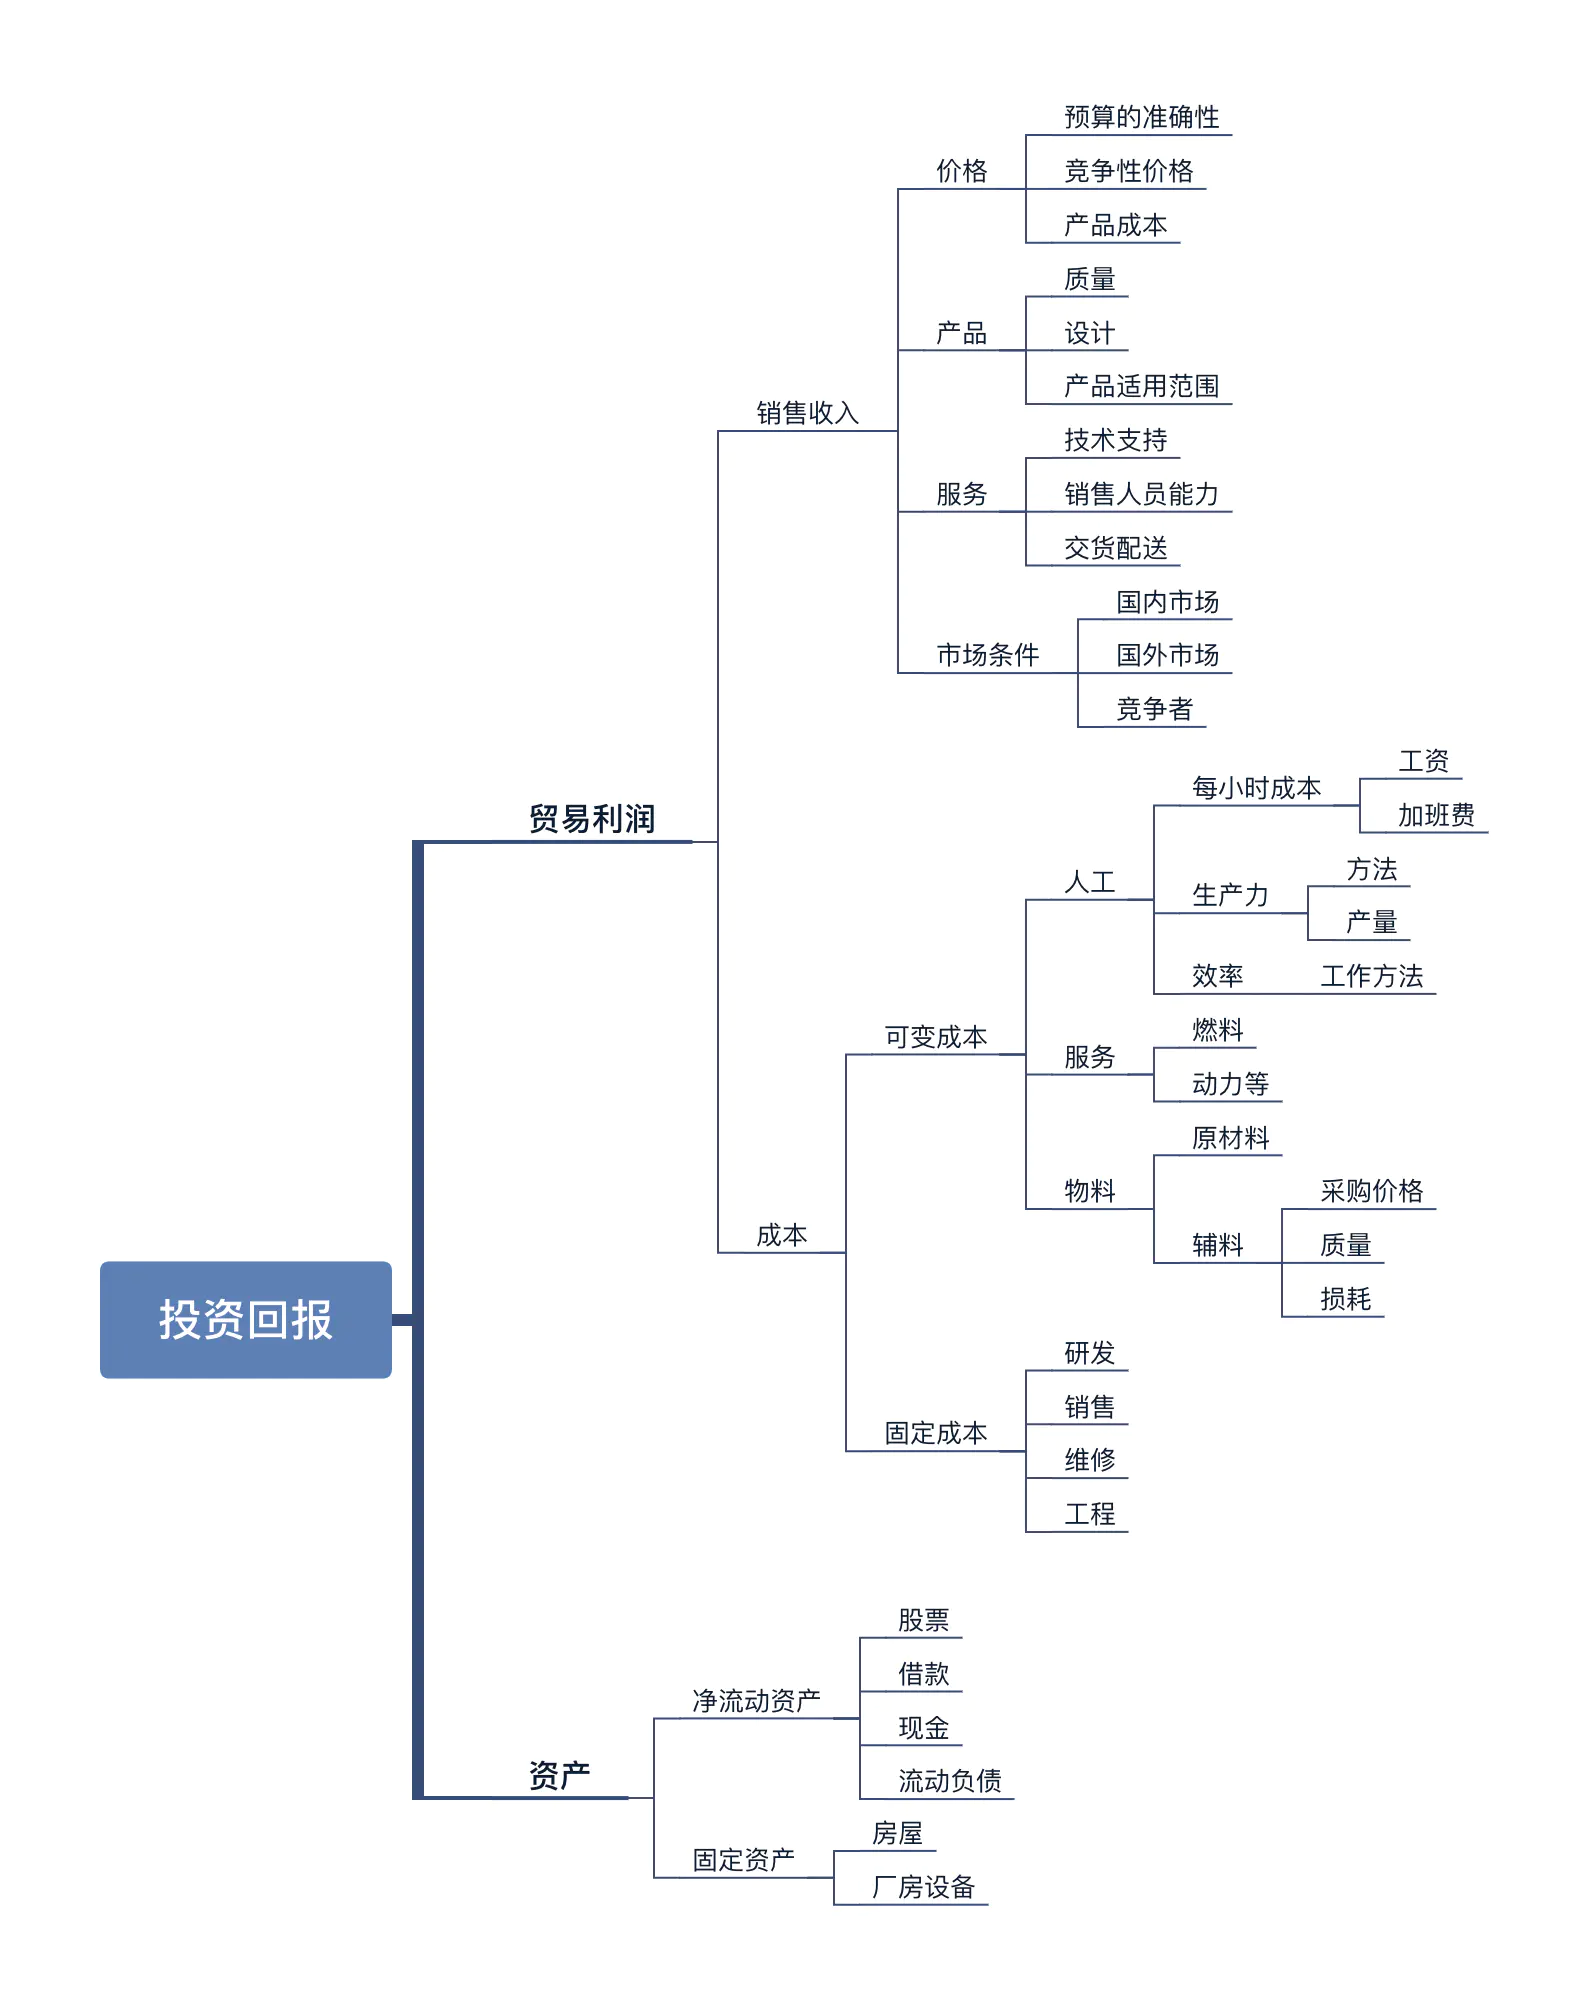 投资回报
贸易利润
销售收入
价格
预算的准确性
竞争性价格
产品成本
产品
质量
设计
产品适用范围
服务
技术支持
销售人员能力
交货配送
市场条件
国内市场
国外市场
竞争者
成本
可变成本
人工
每小时成本
工资
加班费
生产力
方法
产量
效率
工作方法
服务
燃料
动力等
物料
原材料
辅料
采购价格
质量
损耗
固定成本
研发
销售
维修
工程
资产
净流动资产
股票
借款
现金
流动负债
固定资产
房屋
厂房设备